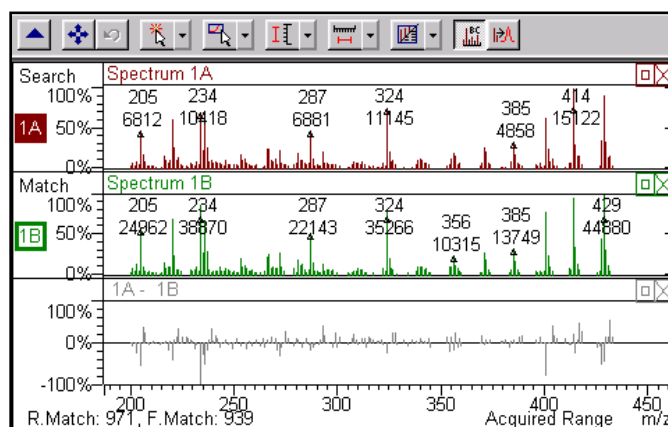 BC
Search Spectrum 1A
100%
205 234 287 324 385 414
6812 10418 6881 11145 4858 15122
1A 50%
0%
Match Spectrum 1B
100%
205 234 287 324 356 385 429
24962 38870 22143 35266 10315 13749 44880
1B 50%
0%
1A - 1B
100%
0%
-100%
200 250 300 350 400 450
R.Match: 971, F.Match: 939 Acquired Range m/z